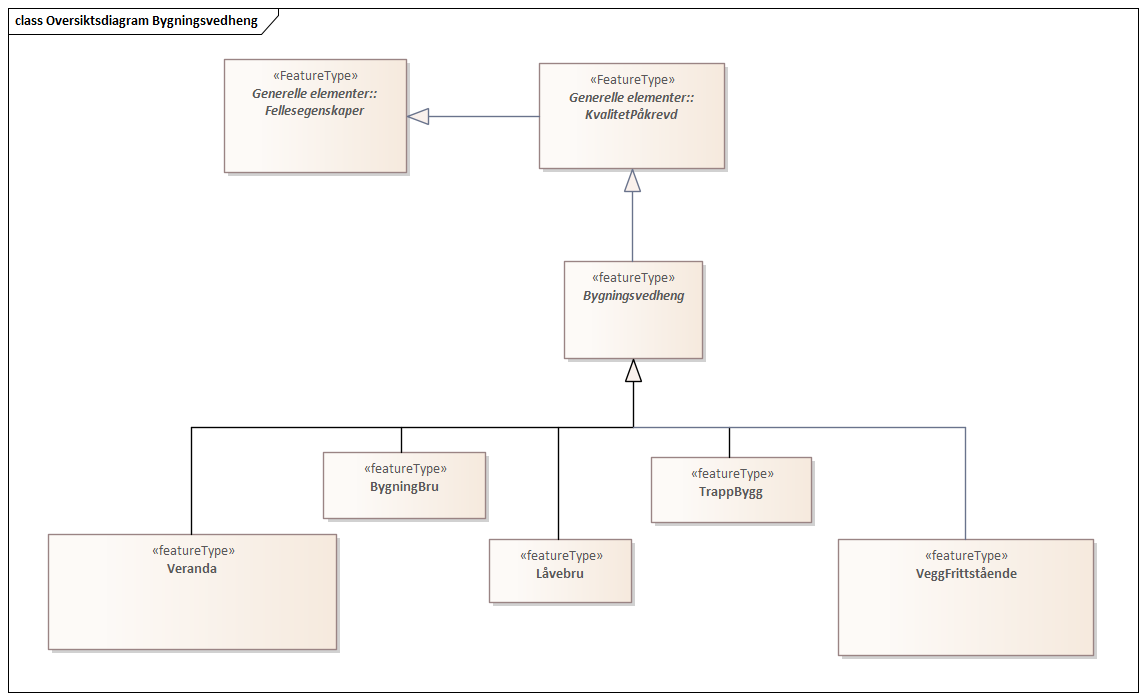 class Oversiktsdiagram Bygningsvedheng
«FeatureType»
Generelle elementer::
Fellesegenskaper
«FeatureType»
Generelle elementer::
KvalitetPåkrevd
«featureType»
Bygningsvedheng
«featureType»
BygningBru
«featureType»
TrappBygg
«featureType»
Veranda
«featureType»
Låvebru
«featureType»
VeggFrittstående